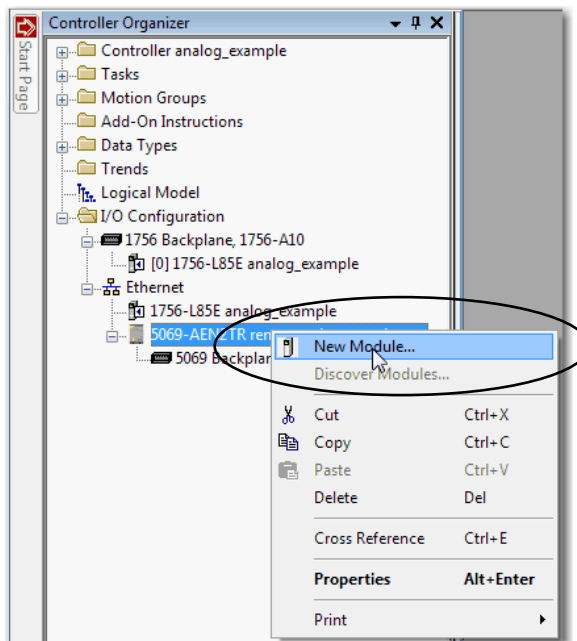 Controller Organizer
Start Page
Controller analog_example
Tasks
Motion Groups
Add-On Instructions
Data Types
Trends
Logical Model
I/O Configuration
1756 Backplane, 1756-A10
[0] 1756-L85E analog_example
Ethernet
1756-L85E analog_example
5069-AEN2TR
5069 Backplan
New Module...
Discover Modules...
Cut Ctrl+X
Copy Ctrl+C
Paste Ctrl+V
Delete Del
Cross Reference Ctrl+E
Properties Alt+Enter
Print